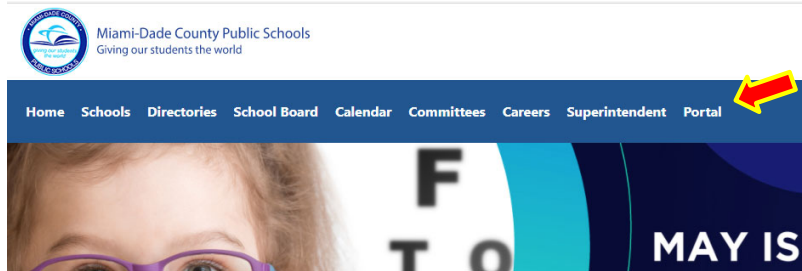 MIAMI-DADE COUNTY
giving our students
the world
PUBLIC SCHOOLS
Miami-Dade County Public Schools
Giving our students the world
Home Schools Directories School Board Calendar Committees Careers Superintendent Portal
F
T O
MAY IS